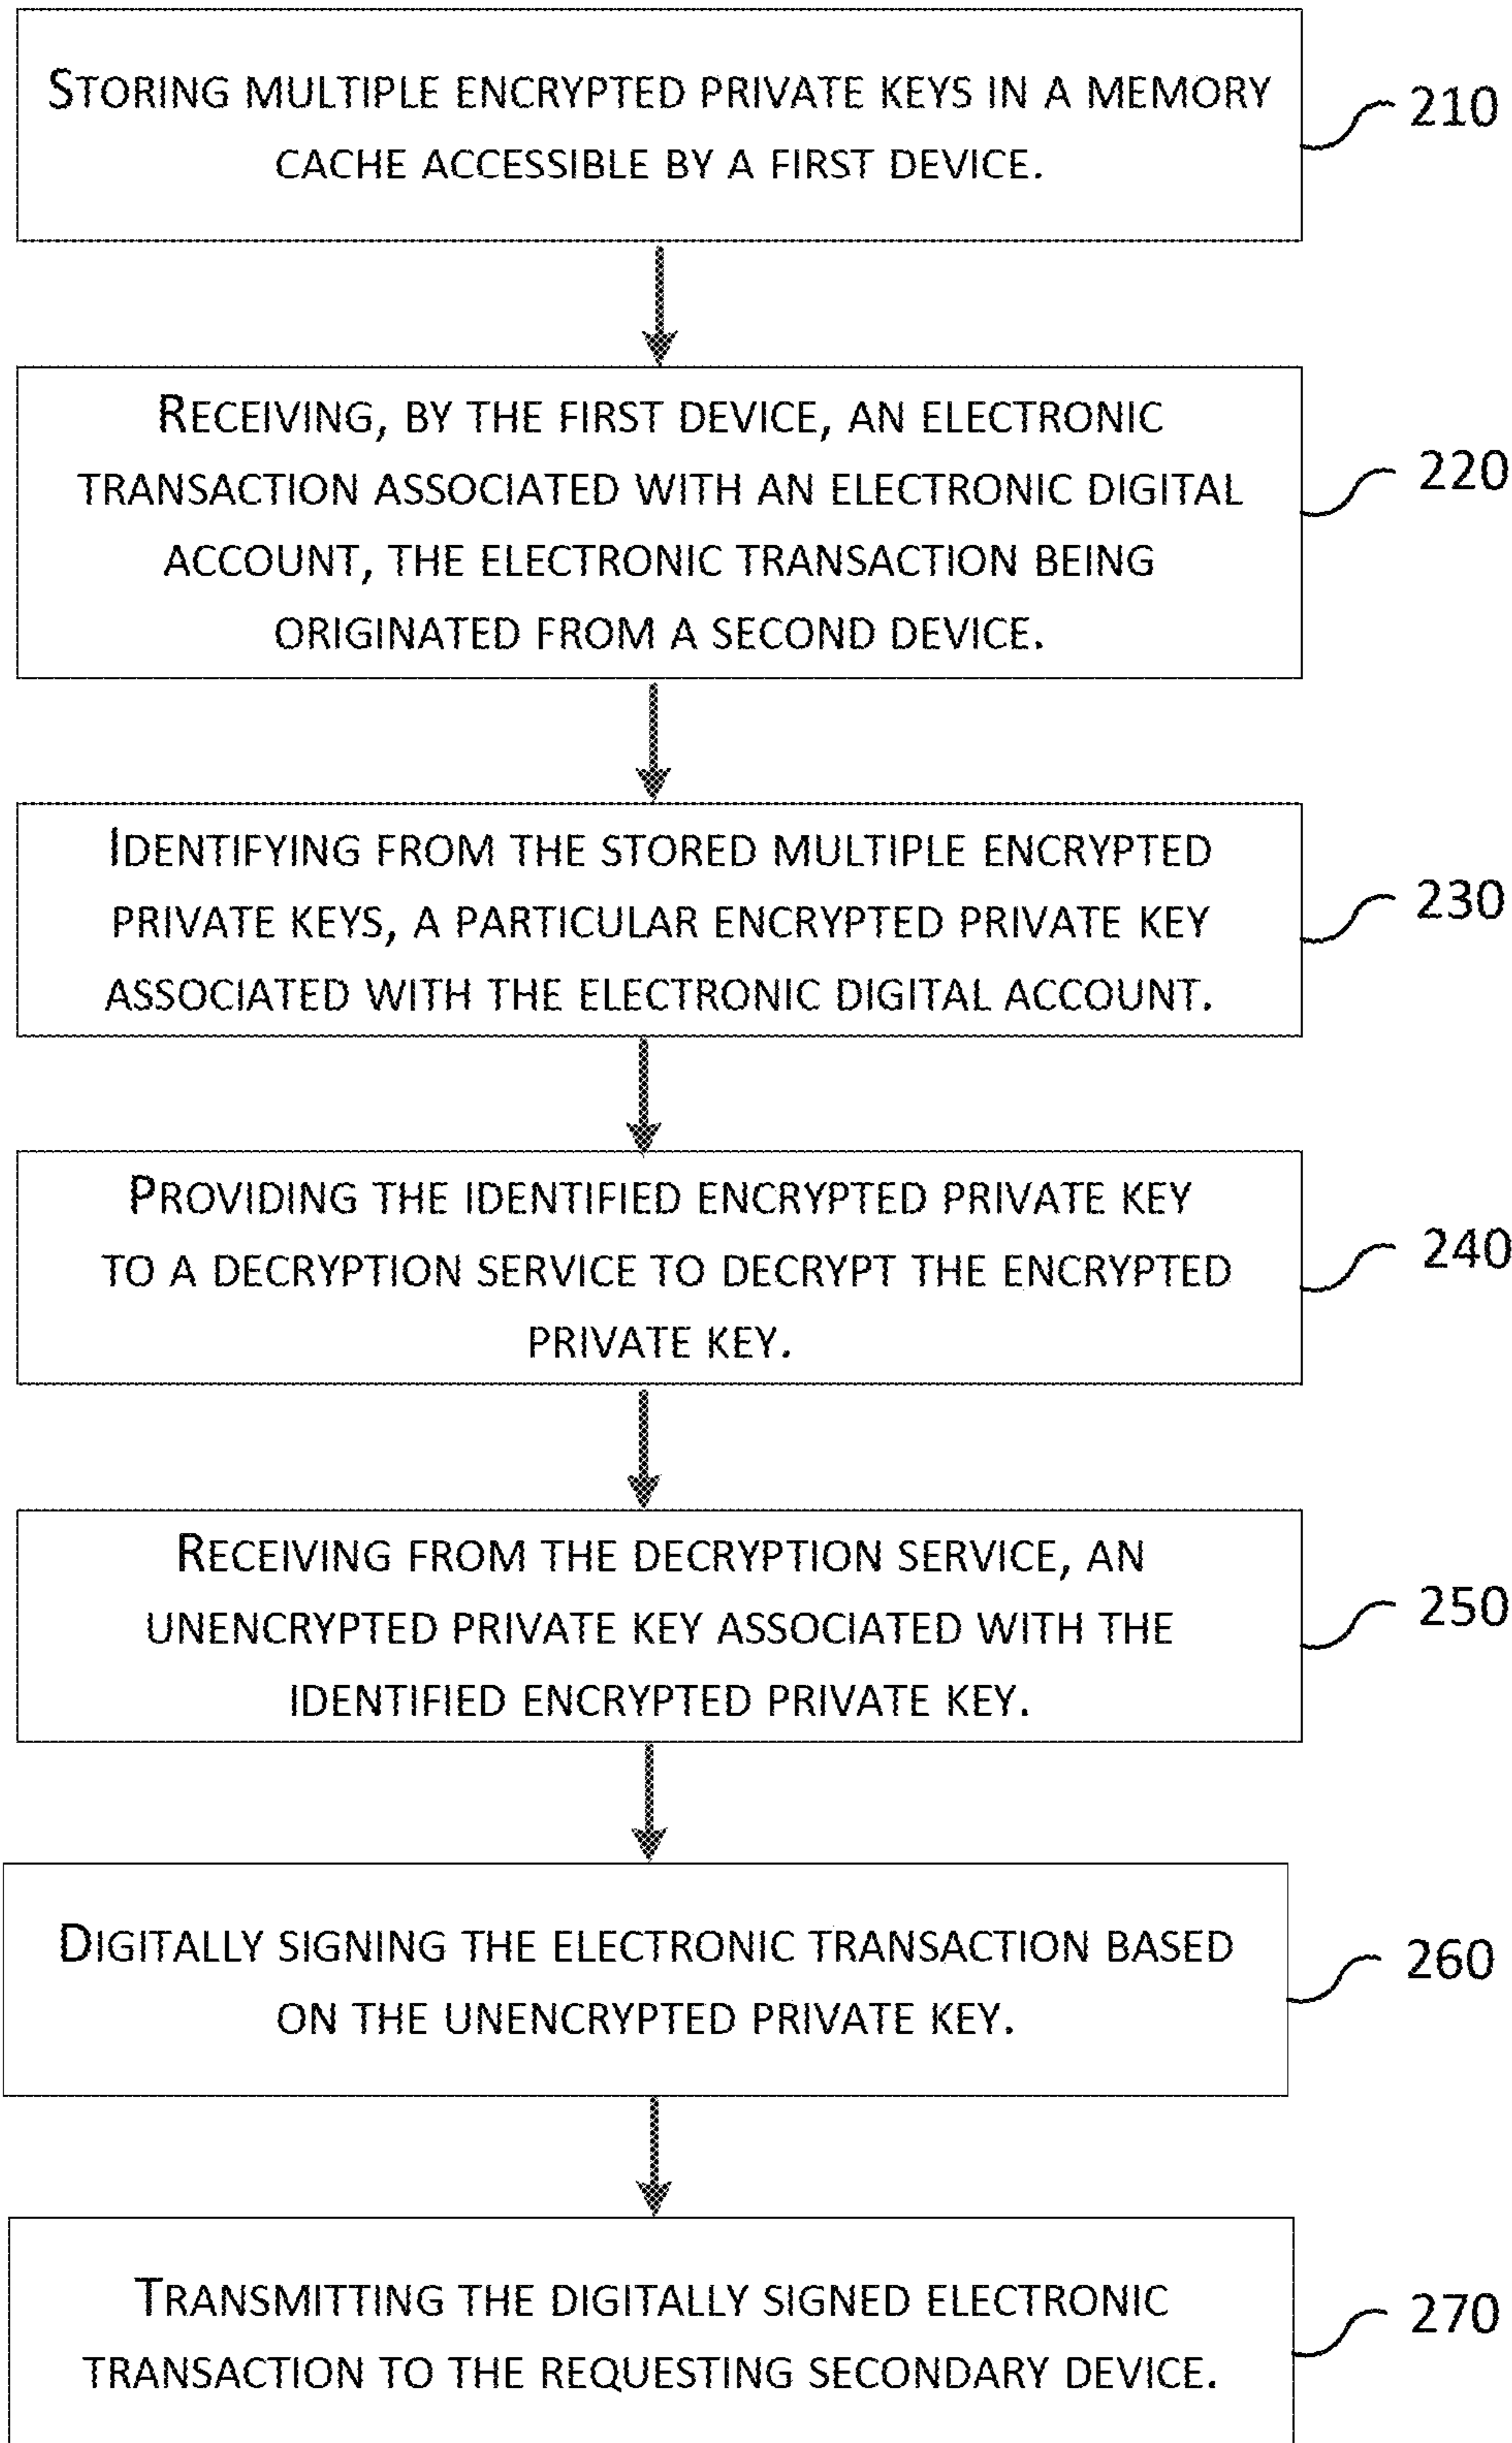 STORING MULTIPLE ENCRYPTED PRIVATE KEYS IN A MEMORY
CACHE ACCESSIBLE BY A FIRST DEVICE.
210
RECEIVING, BY THE FIRST DEVICE, AN ELECTRONIC
TRANSACTION ASSOCIATED WITH AN ELECTRONIC DIGITAL
ACCOUNT, THE ELECTRONIC TRANSACTION BEING
ORIGINATED FROM A SECOND DEVICE.
220
IDENTIFYING FROM THE STORED MULTIPLE ENCRYPTED
PRIVATE KEYS, A PARTICULAR ENCRYPTED PRIVATE KEY
ASSOCIATED WITH THE ELECTRONIC DIGITAL ACCOUNT.
230
PROVIDING THE IDENTIFIED ENCRYPTED PRIVATE KEY
TO A DECRYPTION SERVICE TO DECRYPT THE ENCRYPTED
PRIVATE KEY.
240
RECEIVING FROM THE DECRYPTION SERVICE, AN
UNENCRYPTED PRIVATE KEY ASSOCIATED WITH THE
IDENTIFIED ENCRYPTED PRIVATE KEY.
250
DIGITALLY SIGNING THE ELECTRONIC TRANSACTION BASED
ON THE UNENCRYPTED PRIVATE KEY.
260
TRANSMITTING THE DIGITALLY SIGNED ELECTRONIC
TRANSACTION TO THE REQUESTING SECONDARY DEVICE.
270